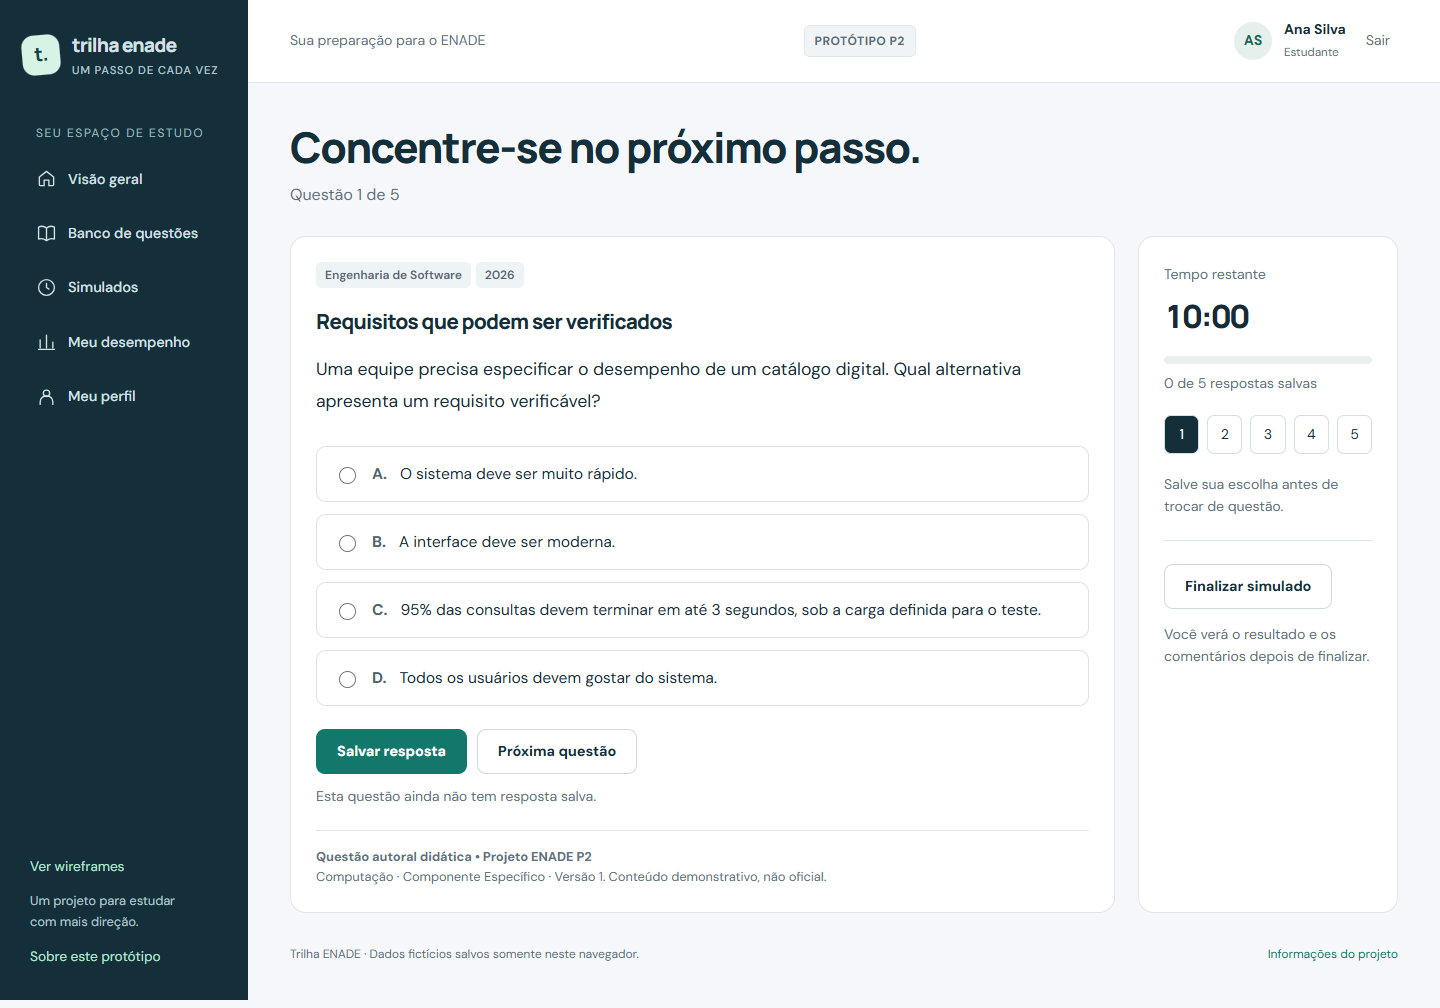 t.
trilha enade
UM PASSO DE CADA VEZ
SEU ESPAÇO DE ESTUDO
Visão geral
Banco de questões
Simulados
Meu desempenho
Meu perfil
Ver wireframes
Um projeto para estudar
com mais direção.
Sobre este protótipo
Sua preparação para o ENADE
PROTÓTIPO P2
AS
Ana Silva
Estudante
Sair
Concentre-se no próximo passo.
Questão 1 de 5
Engenharia de Software
2026
Requisitos que podem ser verificados
Uma equipe precisa especificar o desempenho de um catálogo digital. Qual alternativa
apresenta um requisito verificável?
A. O sistema deve ser muito rápido.
B. A interface deve ser moderna.
C. 95% das consultas devem terminar em até 3 segundos, sob a carga definida para o teste.
D. Todos os usuários devem gostar do sistema.
Salvar resposta
Próxima questão
Esta questão ainda não tem resposta salva.
Questão autoral didática • Projeto ENADE P2
Computação · Componente Específico · Versão 1. Conteúdo demonstrativo, não oficial.
Tempo restante
10:00
0 de 5 respostas salvas
1 2 3 4 5
Salve sua escolha antes de
trocar de questão.
Finalizar simulado
Você verá o resultado e os
comentários depois de finalizar.
Trilha ENADE · Dados fictícios salvos somente neste navegador.
Informações do projeto